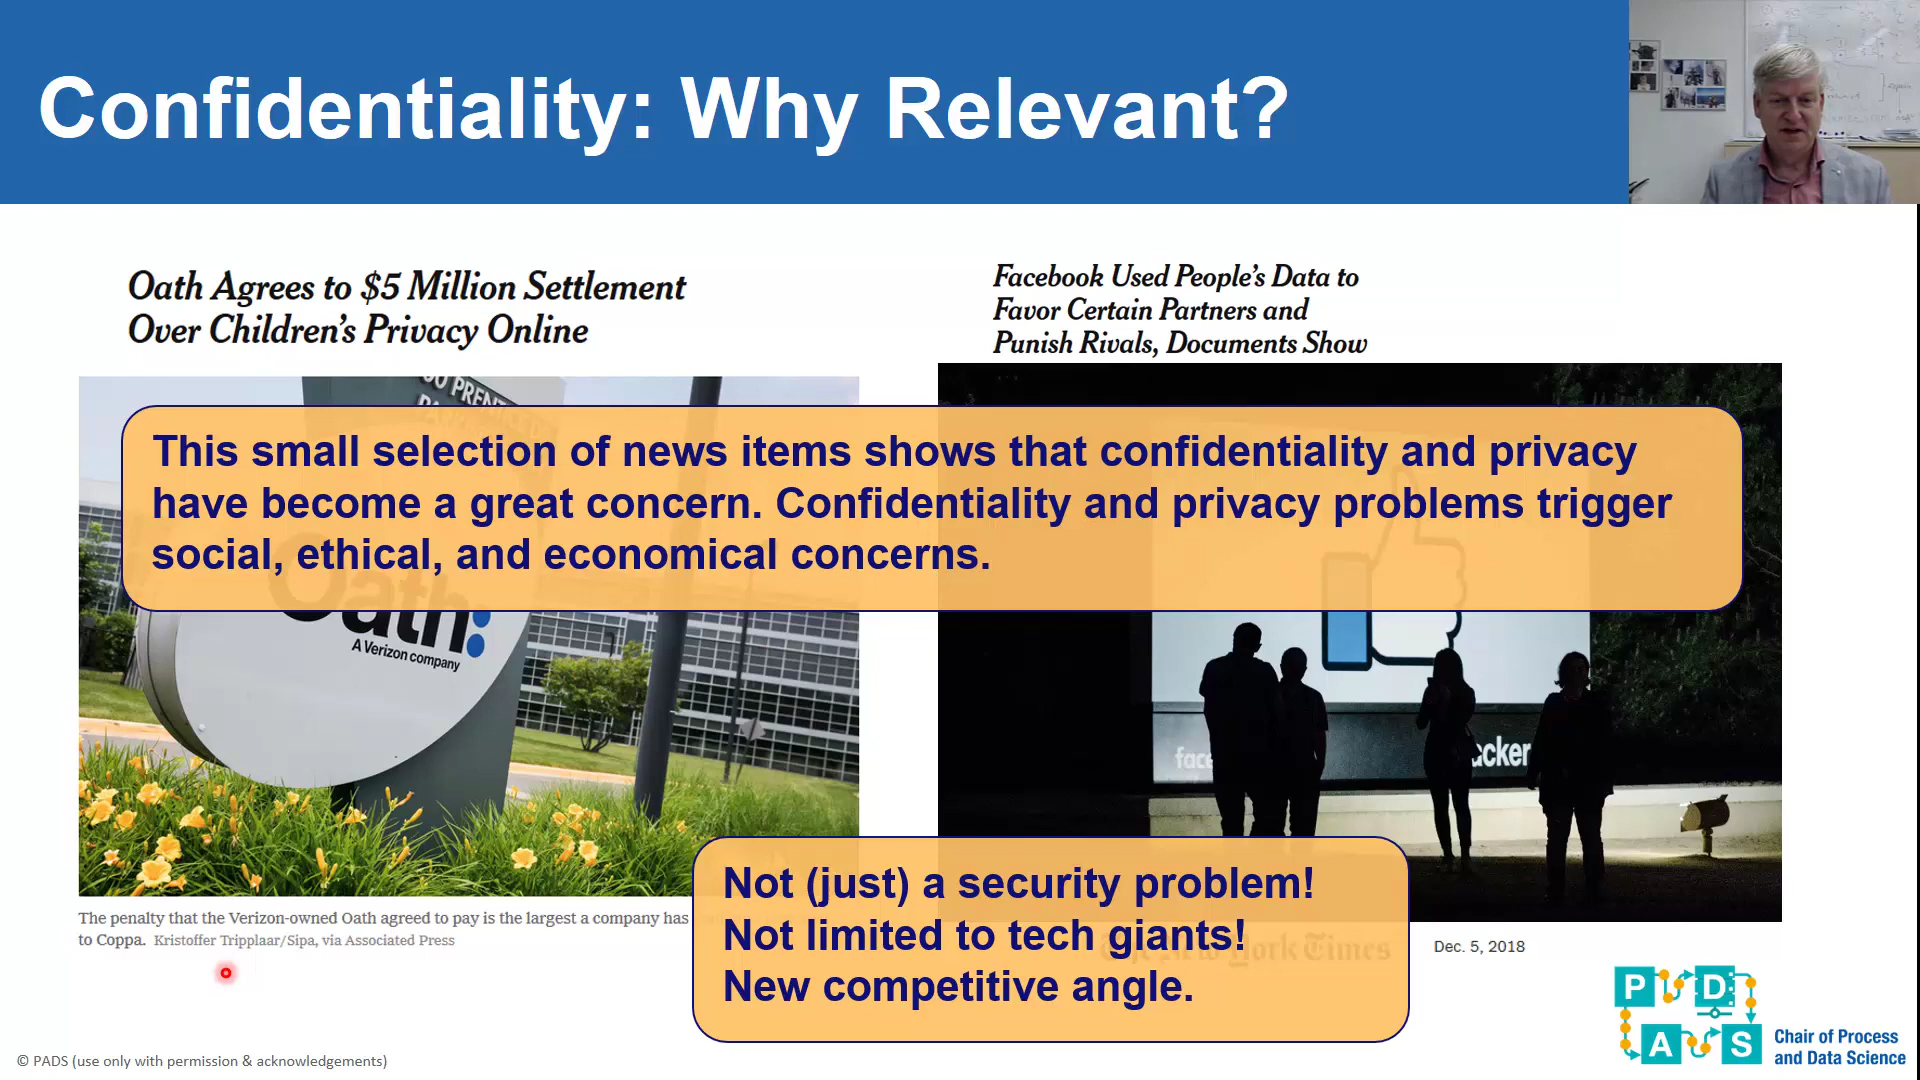 Confidentiality: Why Relevant?
Oath Agrees to $5 Million Settlement
Over Children's Privacy Online
Facebook Used People's Data to
Favor Certain Partners and
Punish Rivals, Documents Show
This small selection of news items shows that confidentiality and privacy
have become a great concern. Confidentiality and privacy problems trigger
social, ethical, and economical concerns.
Oath:
A Verizon company
The penalty that the Verizon-owned Oath agreed to pay is the largest a company has
to Coppa. Kristoffer Tripplaar/Sipa, via Associated Press
Not (just) a security problem!
Not limited to tech giants!
New competitive angle.
The New York Times
Dec. 5, 2018
P D
A S
Chair of Process
and Data Science
© PADS (use only with permission & acknowledgements)